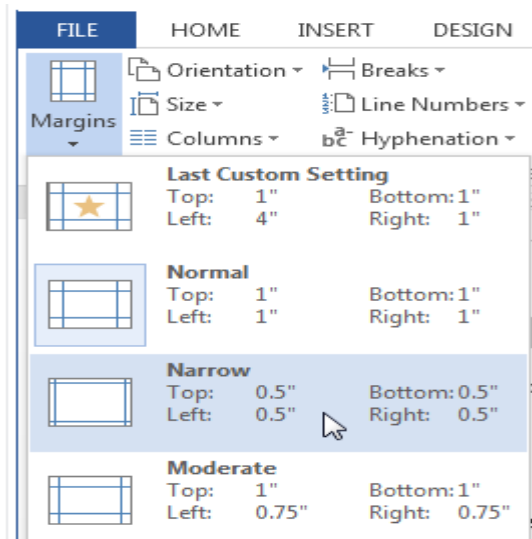 FILE HOME INSERT DESIGN
Orientation Breaks
Margins Size Line Numbers
Columns Hyphenation
Last Custom Setting
Top: 1" Bottom: 1"
Left: 4" Right: 1"
Normal
Top: 1" Bottom: 1"
Left: 1" Right: 1"
Narrow
Top: 0.5" Bottom: 0.5"
Left: 0.5" Right: 0.5"
Moderate
Top: 1" Bottom: 1"
Left: 0.75" Right: 0.75"